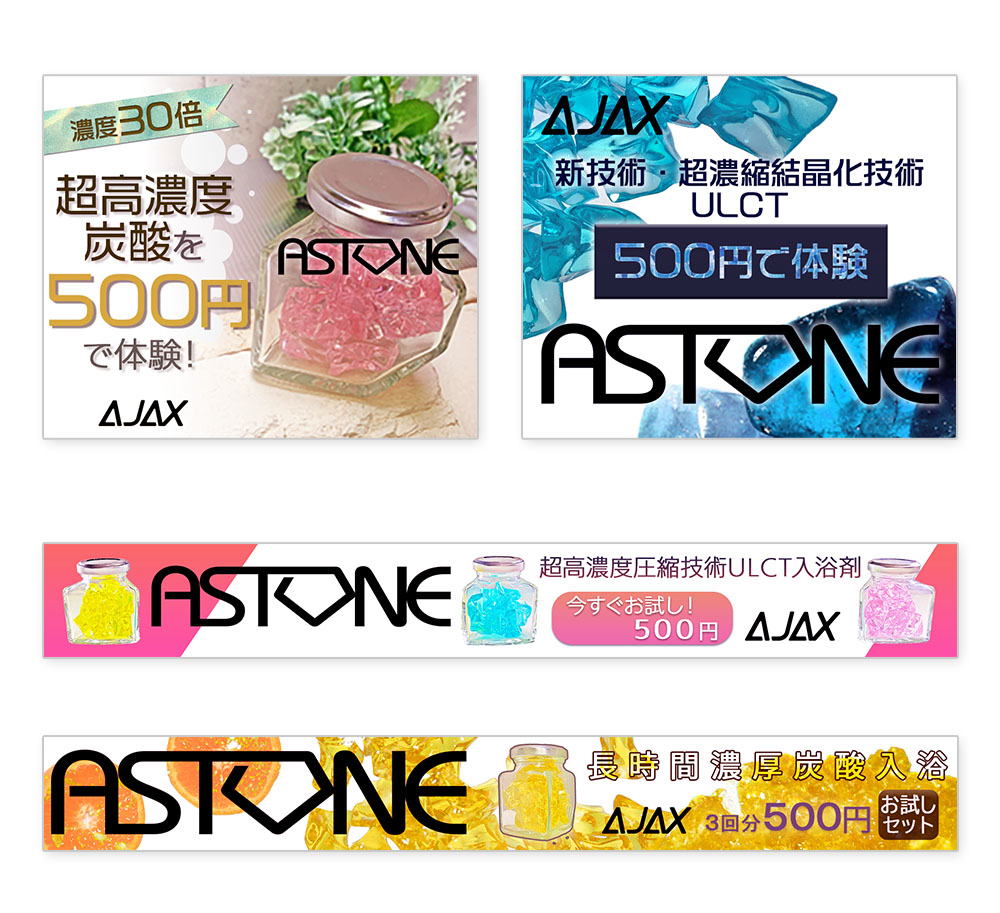 濃度30倍
超高濃度
炭酸を
500円
で体験!
ASTONE
AJAX
AJAX
新技術・超濃縮結晶化技術
ULCT
500円で体験
ASTONE
ASTONE
超高濃度圧縮技術ULCT入浴剤
今すぐお試し!
500円
AJAX
ASTONE
長時間濃厚炭酸入浴
AJAX
3回分500円
お試し
セット